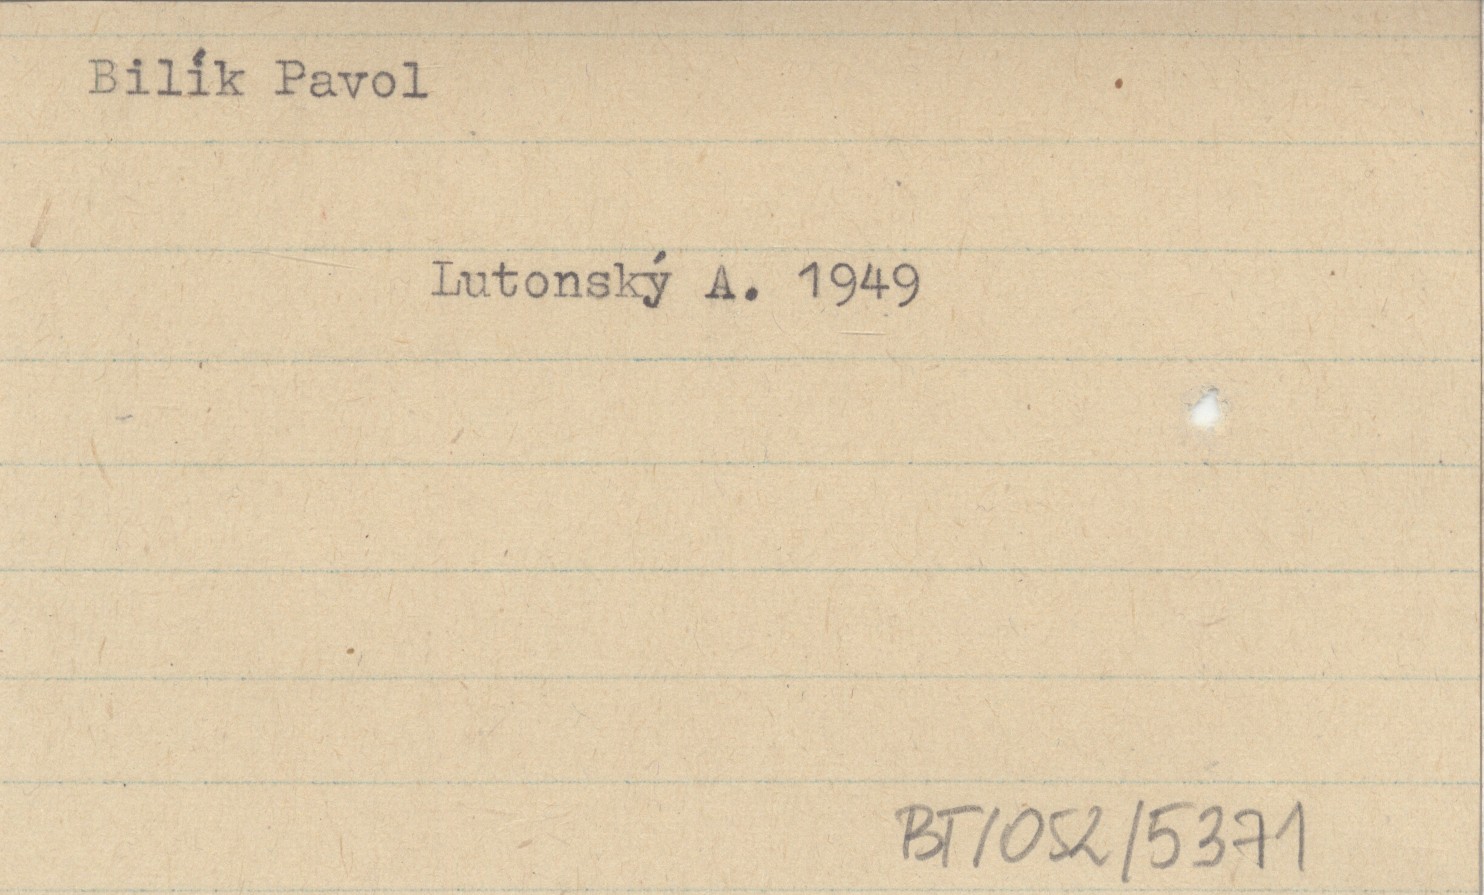 Bilík Pavol
Lutonský A. 1949
BT/052/5371